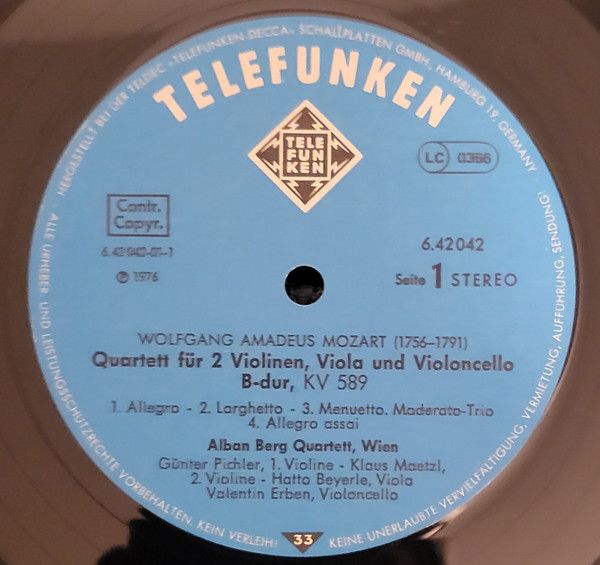 HERGESTELLT BEI DER TELDEC »TELEFUNKEN-DECCA« SCHALLPLATTEN GMBH, HAMBURG 19, GERMANY
TELEFUNKEN
TELE
FUN
KEN
LC 0366
Contr.
Copyr.
6.42042-01-1
℗ 1976
6.42042
Seite 1 STEREO
WOLFGANG AMADEUS MOZART (1756–1791)
Quartett für 2 Violinen, Viola und Violoncello
B-dur, KV 589
1. Allegro - 2. Larghetto - 3. Menuetto. Moderato-Trio
4. Allegro assai
Alban Berg Quartett, Wien
Günter Pichler, 1. Violine - Klaus Maetzl,
2. Violine - Hatto Beyerle, Viola
Valentin Erben, Violoncello
33
ALLE URHEBER- UND LEISTUNGSSCHUTZRECHTE VORBEHALTEN. KEIN VERLEIH! KEINE UNERLAUBTE VERVIELFÄLTIGUNG, VERMIETUNG, AUFFÜHRUNG, SENDUNG!